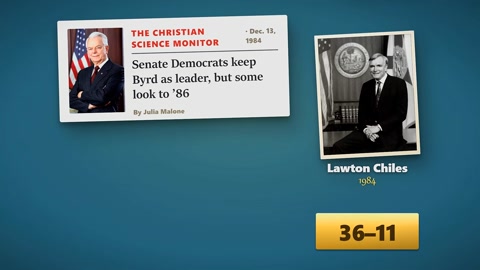 THE CHRISTIAN
SCIENCE MONITOR
· Dec. 13,
1984
Senate Democrats keep
Byrd as leader, but some
look to ’86
By Julia Malone
Lawton Chiles
1984
36–11